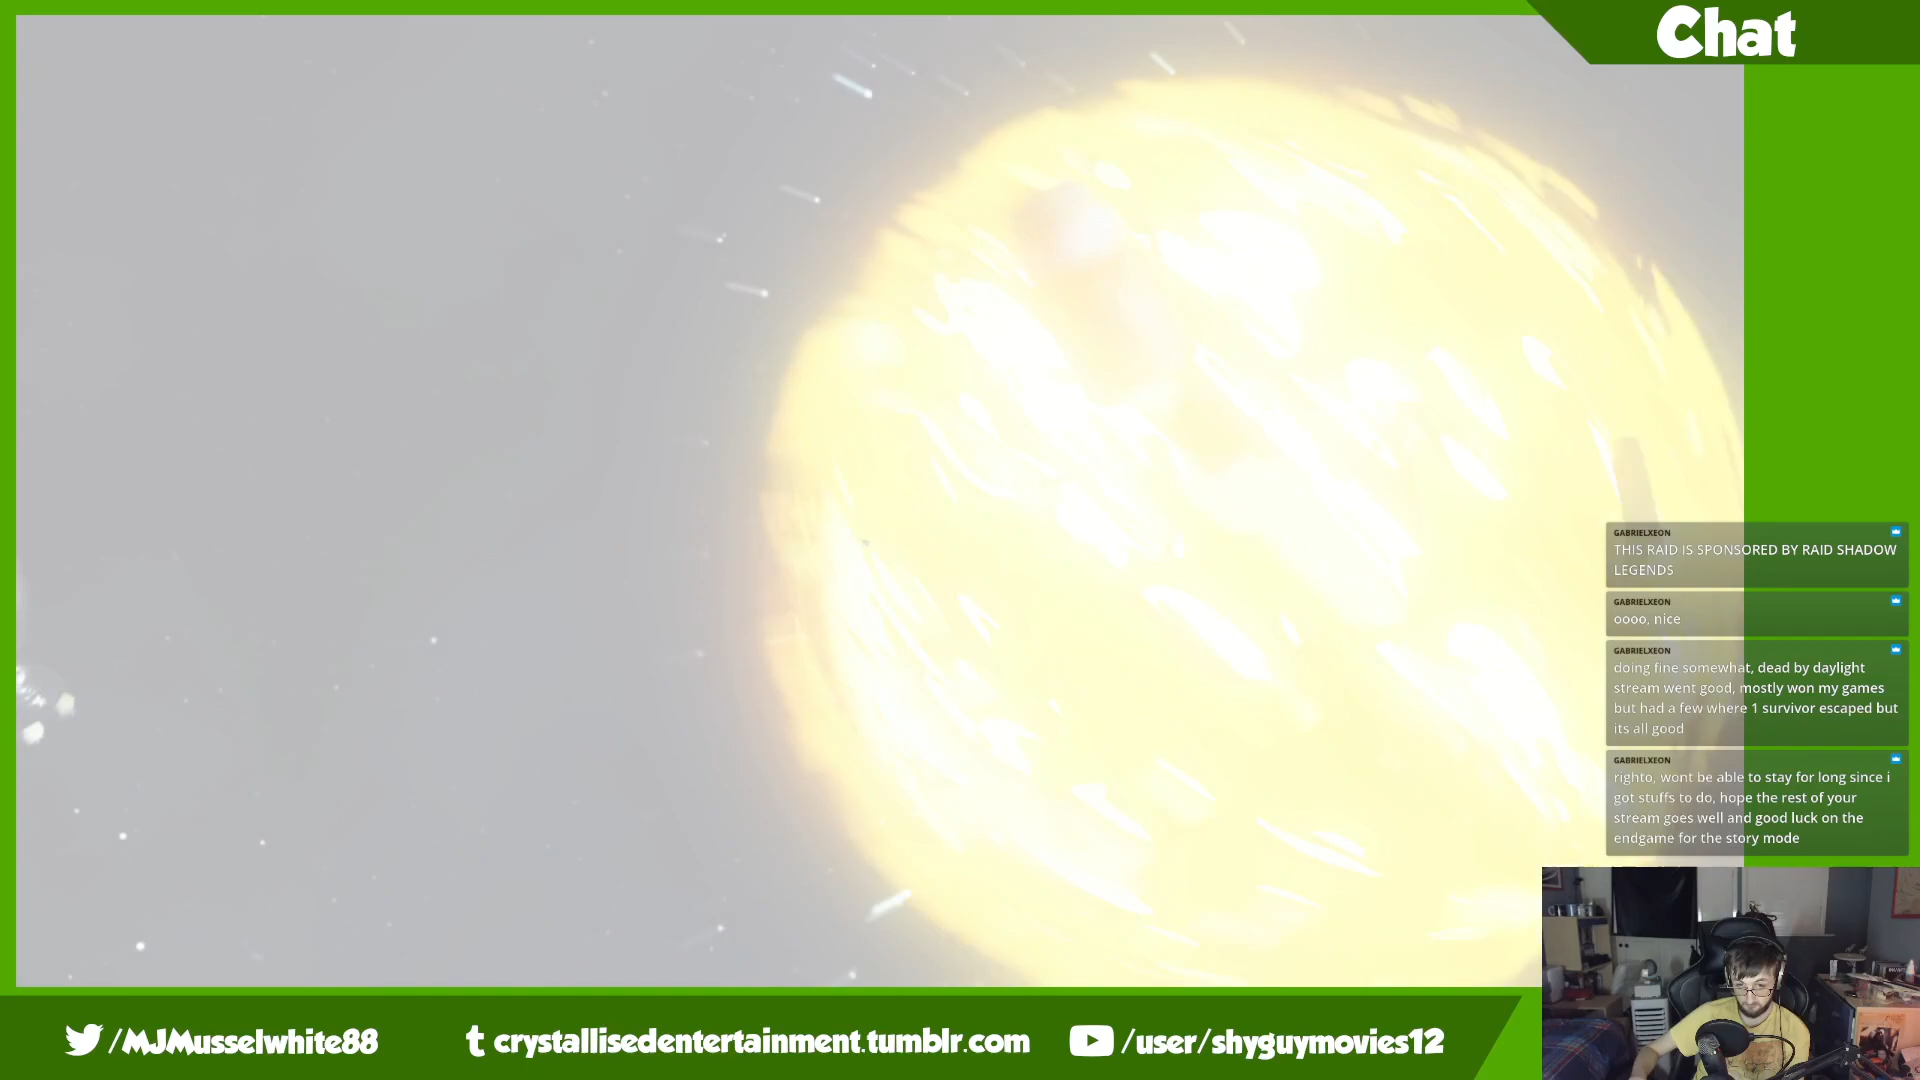 Chat
GABRIELXEON
THIS RAID IS SPONSORED BY RAID SHADOW
LEGENDS
GABRIELXEON
oooo, nice
GABRIELXEON
doing fine somewhat, dead by daylight
stream went good, mostly won my games
but had a few where 1 survivor escaped but
its all good
GABRIELXEON
righto, wont be able to stay for long since i
got stuffs to do, hope the rest of your
stream goes well and good luck on the
endgame for the story mode
/MJMusselwhite88
t crystallisedentertainment.tumblr.com
/user/shyguymovies12